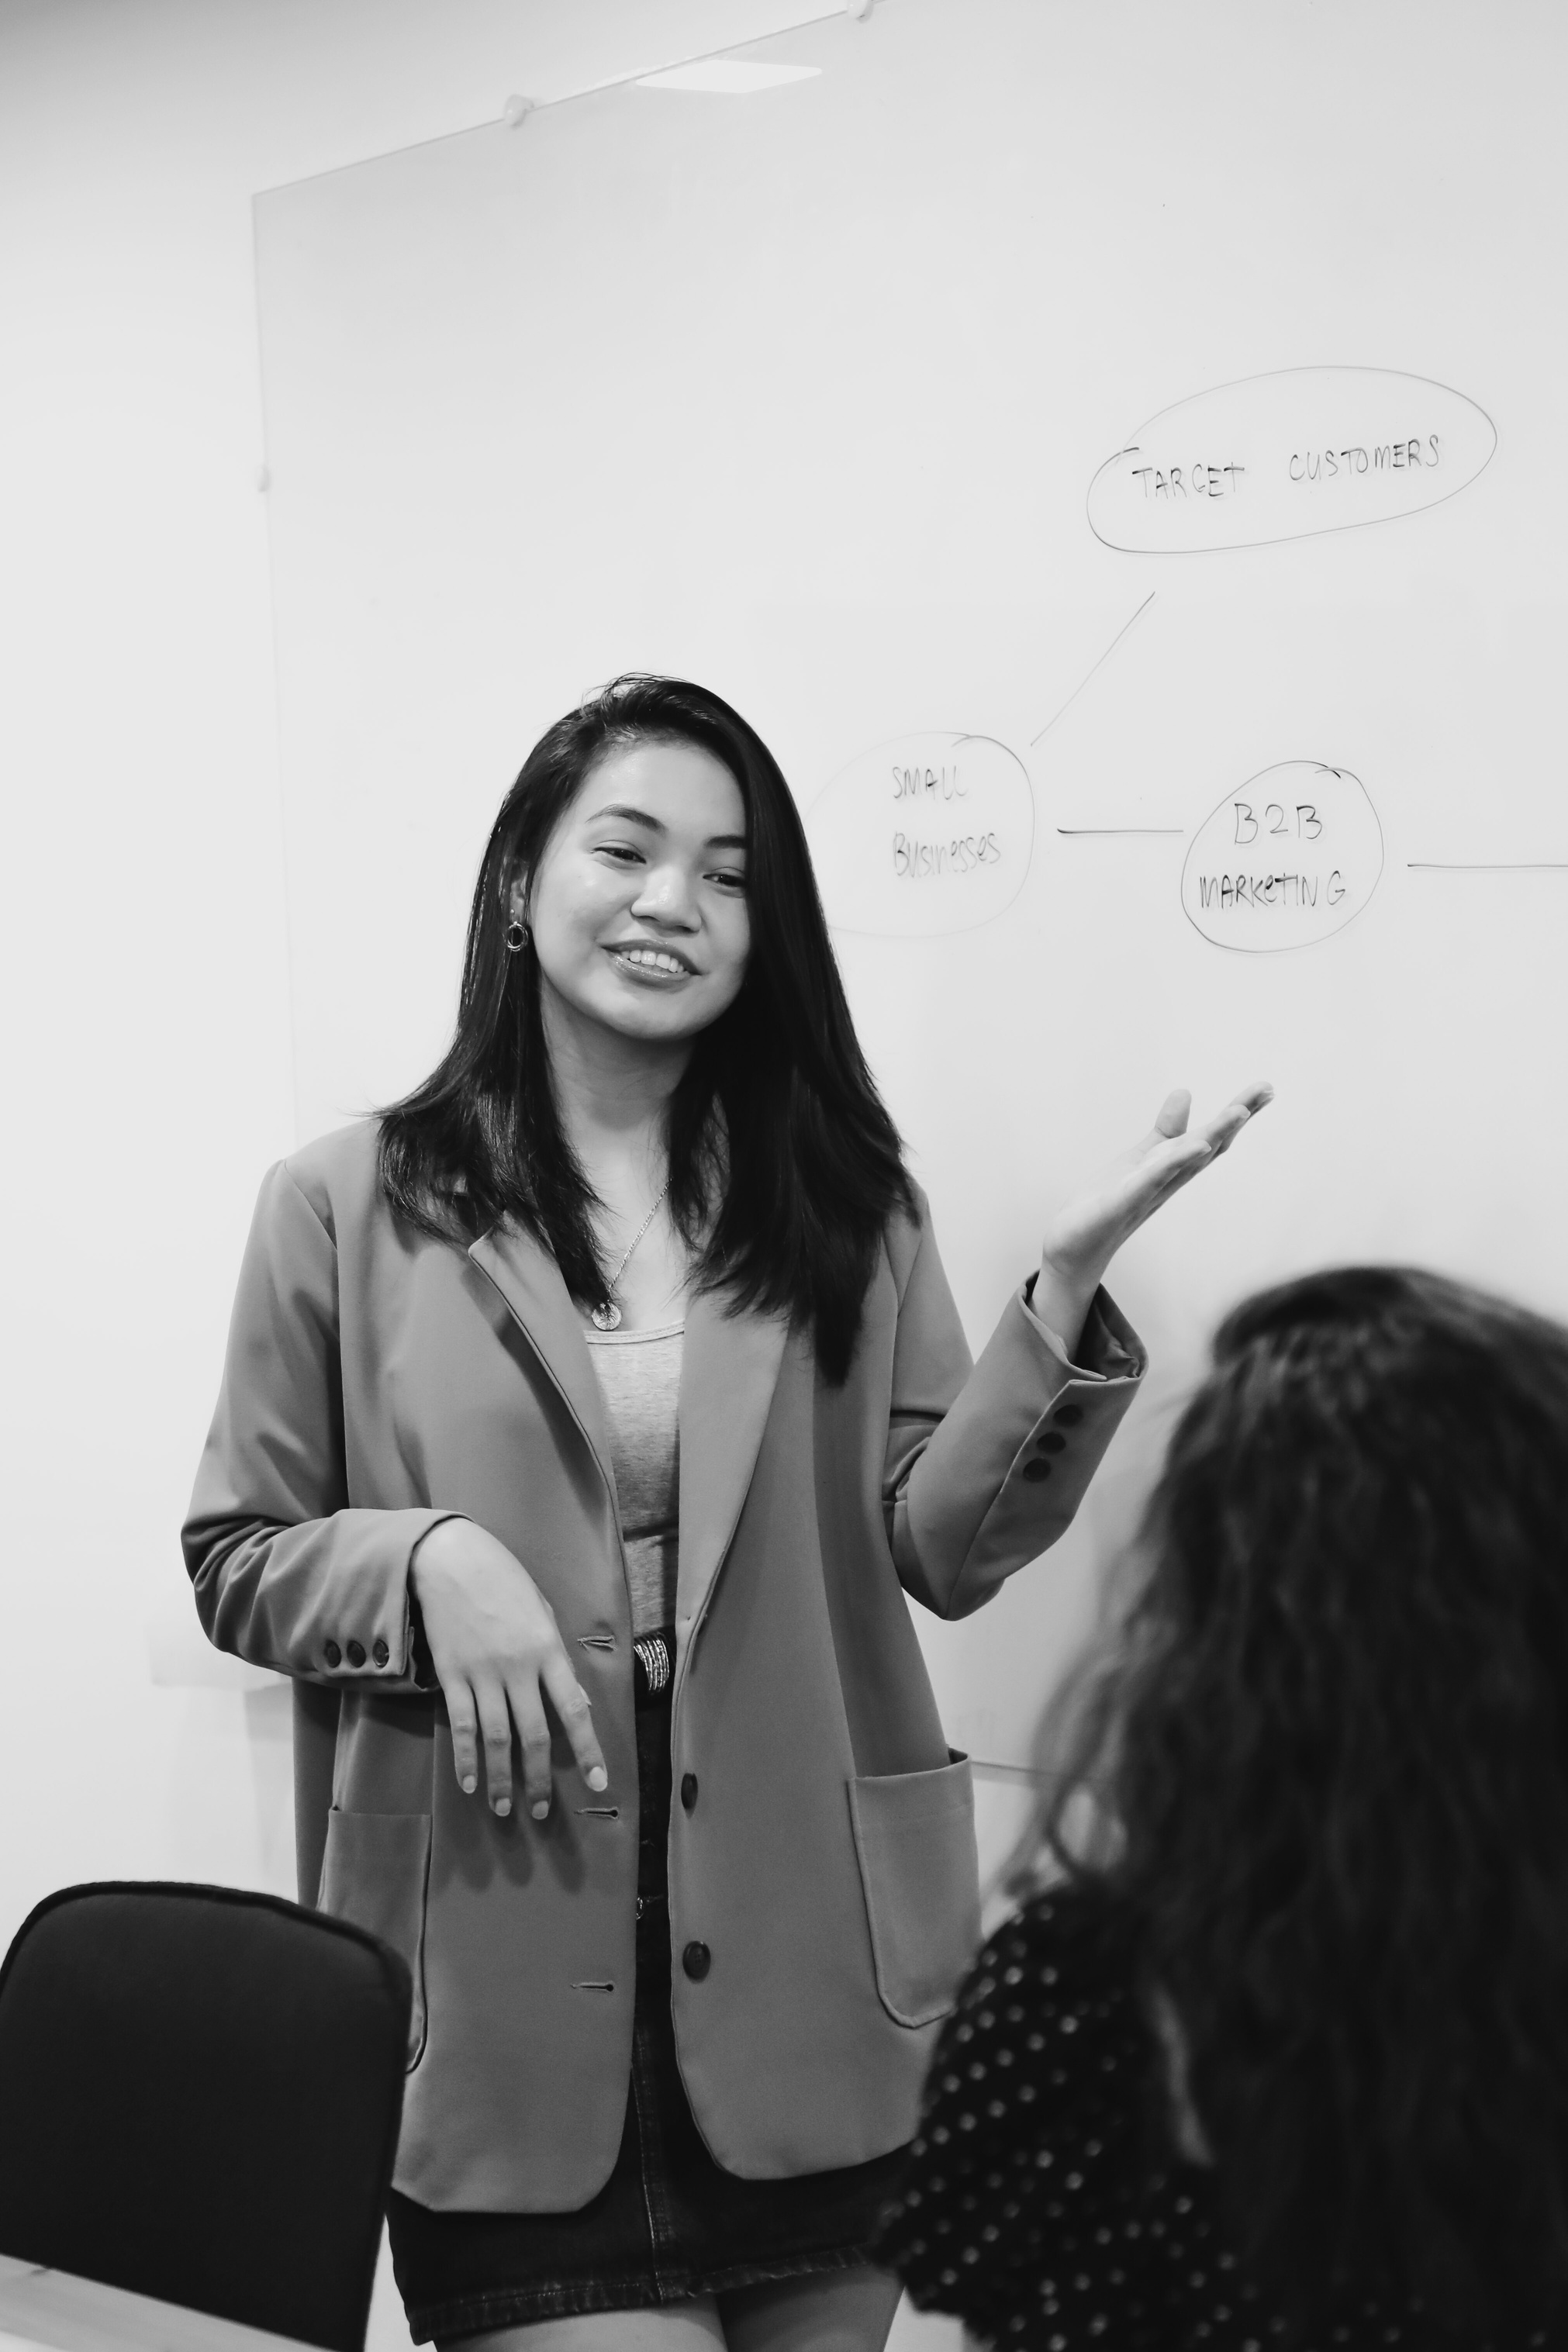 TARGET CUSTOMERS
SMALL
BUSINESSES
B2B
MARKETING